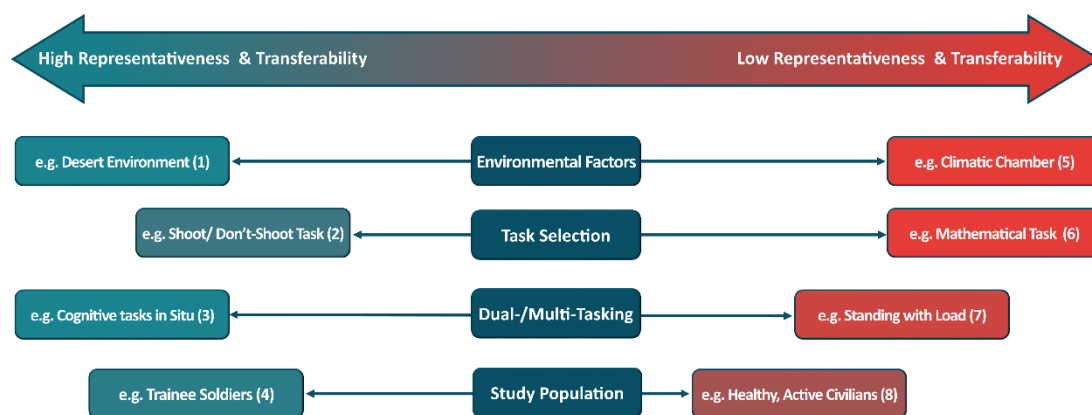 High Representativeness & Transferability
Low Representativeness & Transferability
e.g. Desert Environment (1)
Environmental Factors
e.g. Climatic Chamber (5)
e.g. Shoot/ Don't-Shoot Task (2)
Task Selection
e.g. Mathematical Task (6)
e.g. Cognitive tasks in Situ (3)
Dual-/Multi-Tasking
e.g. Standing with Load (7)
e.g. Trainee Soldiers (4)
Study Population
e.g. Healthy, Active Civilians (8)